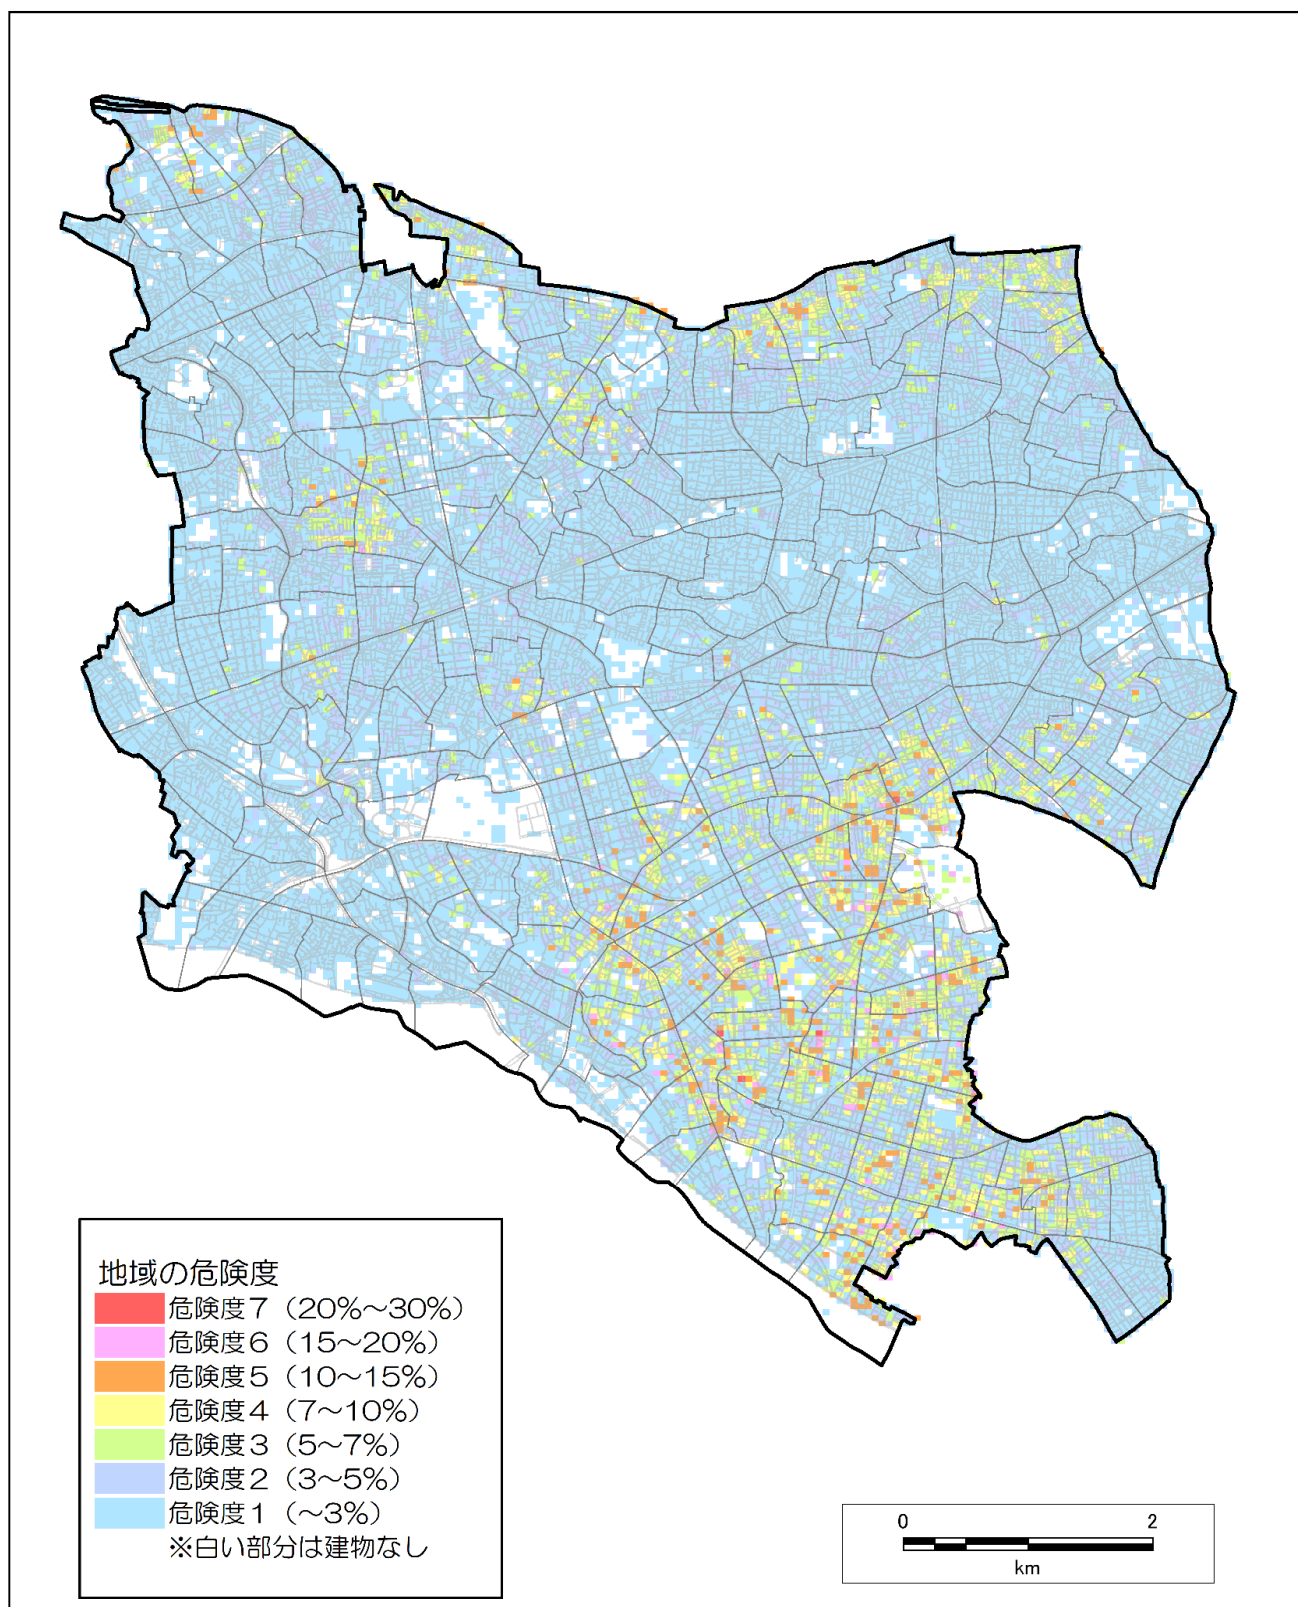 地域の危険度
危険度７（20%～30%）
危険度６（15～20%）
危険度５（10～15%）
危険度４（7～10%）
危険度３（5～7%）
危険度２（3～5%）
危険度１（～3%）
※白い部分は建物なし
0 2
km